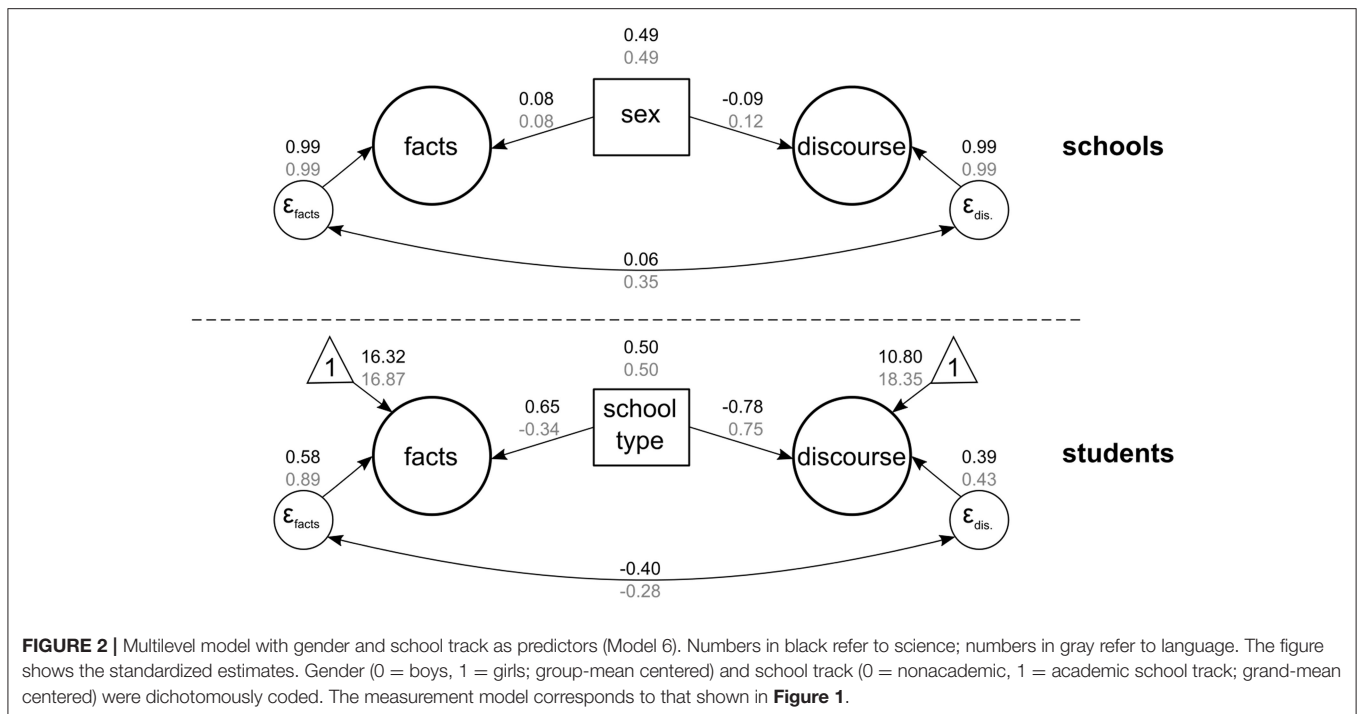 0.49
0.49
sex
0.08
0.08
-0.09
0.12
facts
discourse
schools
0.99
0.99
0.99
0.99
εfacts
εdis.
0.06
0.35
1
16.32
16.87
0.50
0.50
10.80
18.35
1
school
type
0.65
-0.34
-0.78
0.75
facts
discourse
students
0.58
0.89
0.39
0.43
εfacts
εdis.
-0.40
-0.28
FIGURE 2 | Multilevel model with gender and school track as predictors (Model 6). Numbers in black refer to science; numbers in gray refer to language. The figure
shows the standardized estimates. Gender (0 = boys, 1 = girls; group-mean centered) and school track (0 = nonacademic, 1 = academic school track; grand-mean
centered) were dichotomously coded. The measurement model corresponds to that shown in Figure 1.